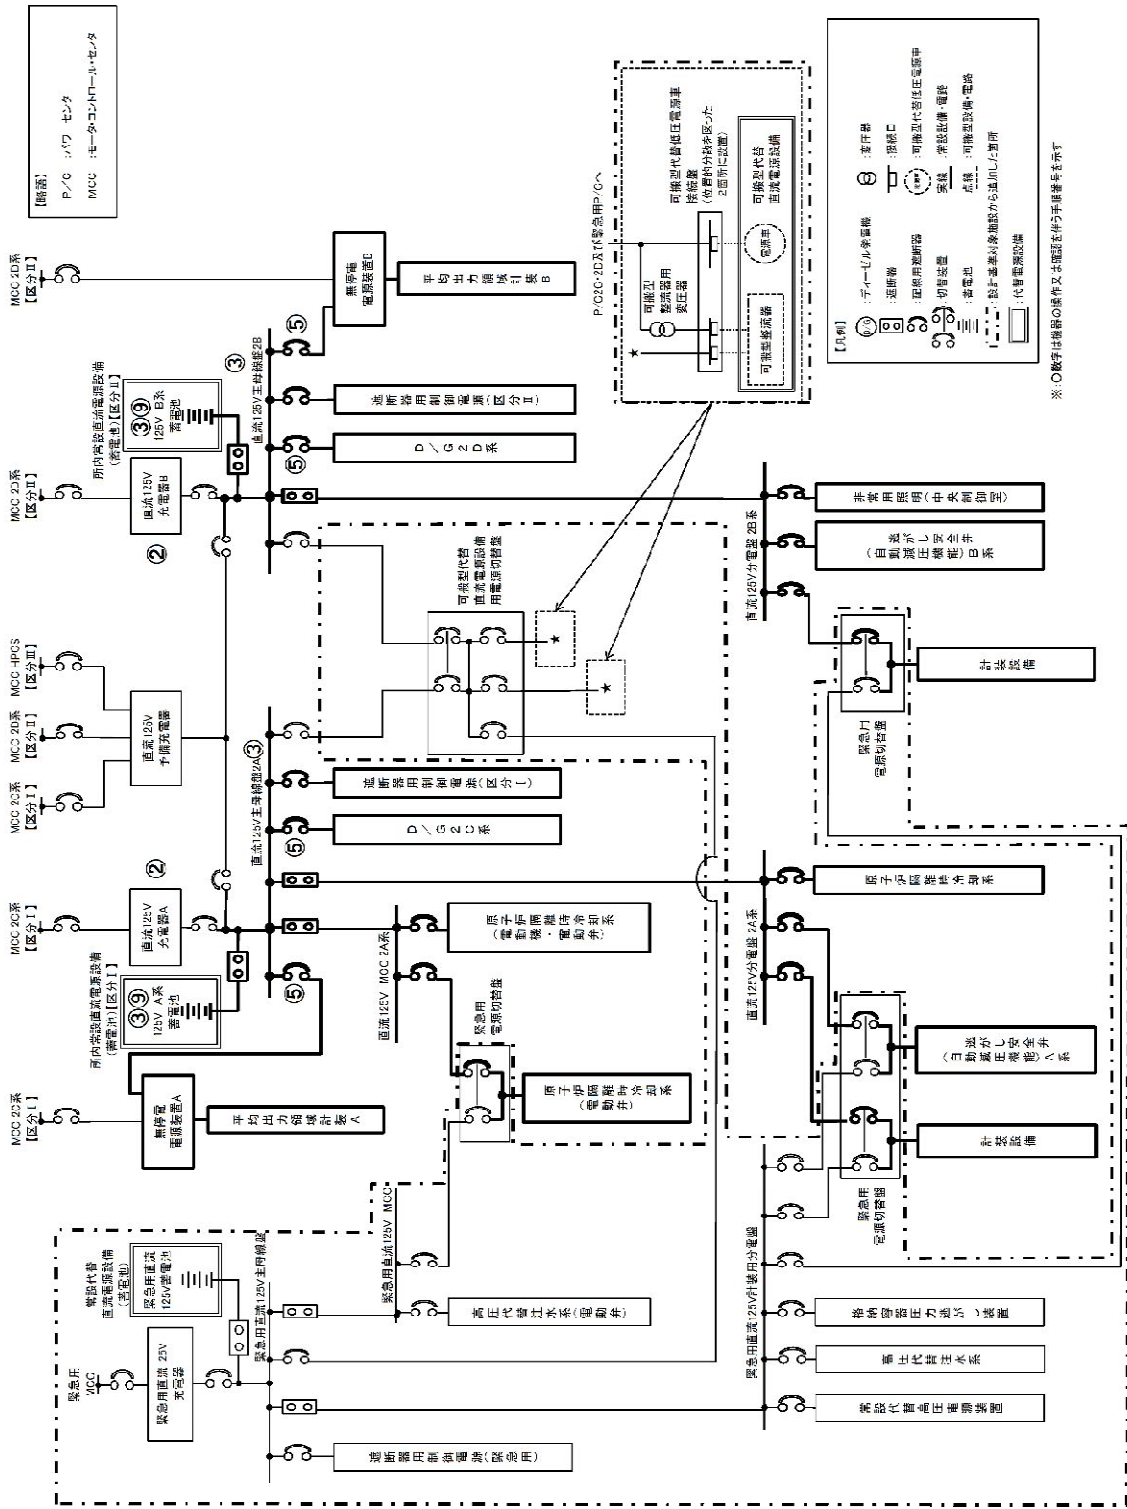 【略語】
P/C :パワーセンタ
MCC :モータ・コントロール・センタ
緊急用
MCC
緊急用直流125V
充電器
常設代替
直流電源設備
(蓄電池)
緊急用直流
125V蓄電池
緊急用直流125V主母線盤
遮断器用制御電源(緊急用)
緊急用直流125V MCC
高圧代替注水系(電動弁)
緊急用直流125V計装用分電盤
常設代替高圧電源装置
高圧代替注水系
格納容器圧力逃がし装置
MCC 2C系
【区分Ⅰ】
無停電
電源装置A
平均出力領域計装A
所内常設直流電源設備
(蓄電池)【区分Ⅰ】
③⑨
125V A系
蓄電池
MCC 2C系
【区分Ⅰ】
直流125V
充電器A
②
⑤
直流125V主母線盤2A
③
⑤
D/G2C系
遮断器用制御電源(区分Ⅰ)
直流125V MCC 2A系
原子炉隔離時冷却系
(電動機・電動弁)
緊急用
電源切替盤
原子炉隔離時冷却系
(電動弁)
MCC 2C系
【区分Ⅰ】
MCC 2D系
【区分Ⅱ】
MCC HPCS
【区分Ⅲ】
直流125V
予備充電器
MCC 2D系
【区分Ⅱ】
直流125V
充電器B
②
所内常設直流電源設備
(蓄電池)【区分Ⅱ】
③⑨
125V B系
蓄電池
直流125V主母線盤2B
③
⑤
D/G2D系
遮断器用制御電源(区分Ⅱ)
⑤
MCC 2D系
【区分Ⅱ】
無停電
電源装置B
平均出力領域計装B
可搬型代替
直流電源設備
用電源切替盤
★
★
直流125V分電盤 2A系
原子炉隔離時冷却系
緊急用
電源切替盤
計装設備
逃がし安全弁
(自動減圧機能)A系
直流125V分電盤 2B系
緊急用
電源切替盤
計装設備
逃がし安全弁
(自動減圧機能)B系
非常用照明(中央制御室)
P/C2C・2D及び緊急用P/Cへ
★
可搬型
整流器用
変圧器
可搬型代替低圧電源車
接続盤
(位置的分散を図った
2箇所に設置)
可搬型整流器
電源車
可搬型代替
直流電源設備
【凡例】
D/G :ディーゼル発電機
:遮断器
:配線用遮断器
:切替装置
:蓄電池
:設計基準対象施設から追加した箇所
:代替電源設備
:変圧器
:接続口
電源車 :可搬型代替低圧電源車
実線 :常設設備・電路
点線 :可搬型設備・電路
※:〇数字は機器の操作又は確認を伴う手順番号を示す